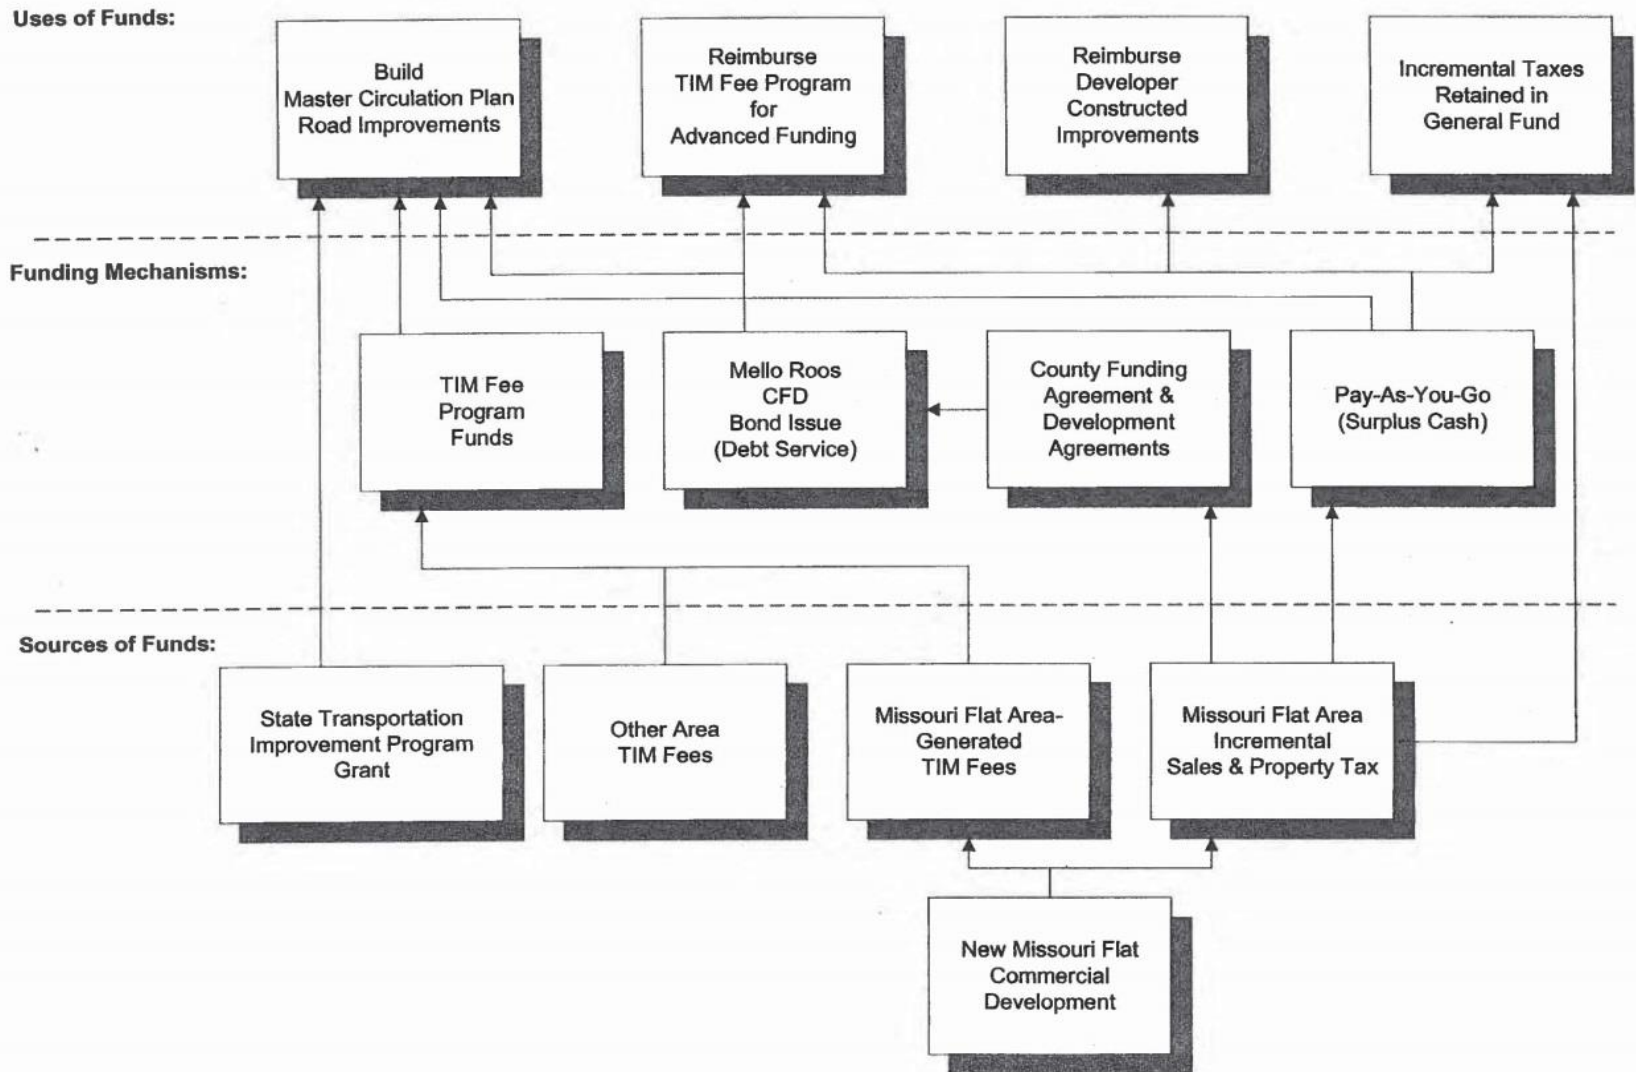 Uses of Funds:
Build
Master Circulation Plan
Road Improvements
Reimburse
TIM Fee Program
for
Advanced Funding
Reimburse
Developer
Constructed
Improvements
Incremental Taxes
Retained in
General Fund
Funding Mechanisms:
TIM Fee
Program
Funds
Mello Roos
CFD
Bond Issue
(Debt Service)
County Funding
Agreement &
Development
Agreements
Pay-As-You-Go
(Surplus Cash)
Sources of Funds:
State Transportation
Improvement Program
Grant
Other Area
TIM Fees
Missouri Flat Area-
Generated
TIM Fees
Missouri Flat Area
Incremental
Sales & Property Tax
New Missouri Flat
Commercial
Development